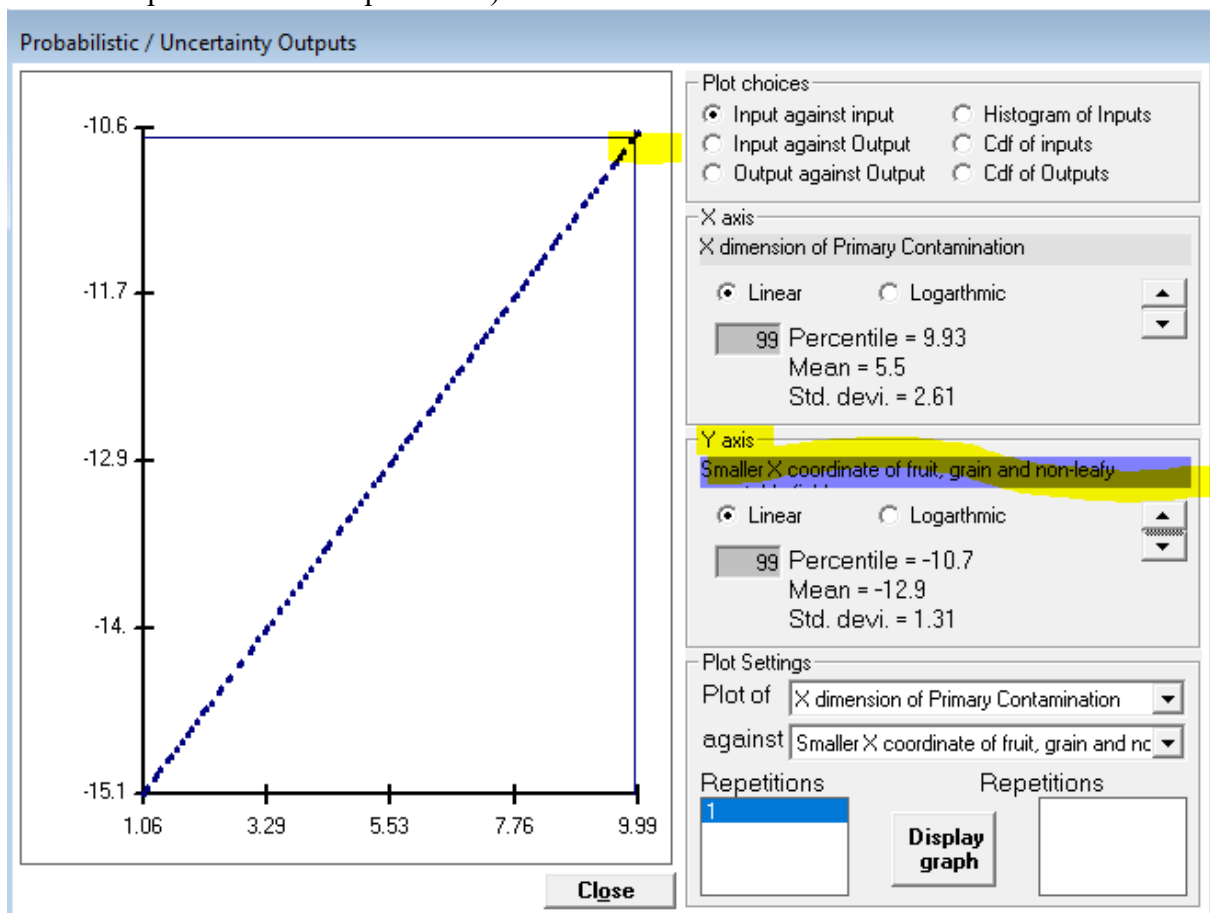 Probabilistic / Uncertainty Outputs
-10.6
-11.7
-12.9
-14.
-15.1
1.06 3.29 5.53 7.76 9.99
Close
Plot choices
Input against input Histogram of Inputs
Input against Output Cdf of inputs
Output against Output Cdf of Outputs
X axis
X dimension of Primary Contamination
Linear Logarithmic
99 Percentile = 9.93
Mean = 5.5
Std. devi. = 2.61
Y axis
Smaller X coordinate of fruit, grain and non-leafy
Linear Logarithmic
99 Percentile = -10.7
Mean = -12.9
Std. devi. = 1.31
Plot Settings
Plot of X dimension of Primary Contamination
against Smaller X coordinate of fruit, grain and nc
Repetitions Repetitions
1
Display
graph